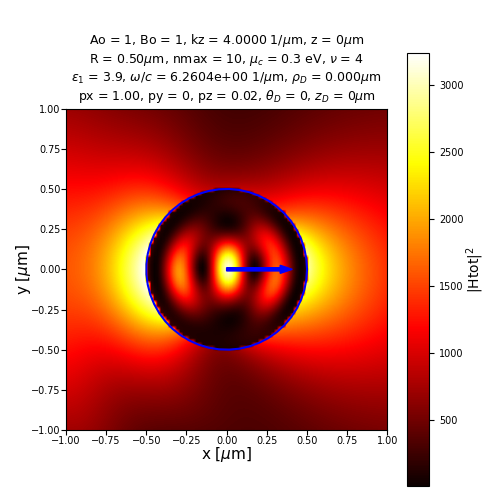 Ao = 1, Bo = 1, kz = 4.0000 1/μm, z = 0μm
R = 0.50μm, nmax = 10, μc = 0.3 eV, ν = 4
ε1 = 3.9, ω/c = 6.2604e+00 1/μm, ρD = 0.000μm
px = 1.00, py = 0, pz = 0.02, θD = 0, zD = 0μm
1.00
0.75
0.50
0.25
0.00
−0.25
−0.50
−0.75
−1.00
y [μm]
−1.00 −0.75 −0.50 −0.25 0.00 0.25 0.50 0.75 1.00
x [μm]
3000
2500
2000
1500
1000
500
|Htot|²